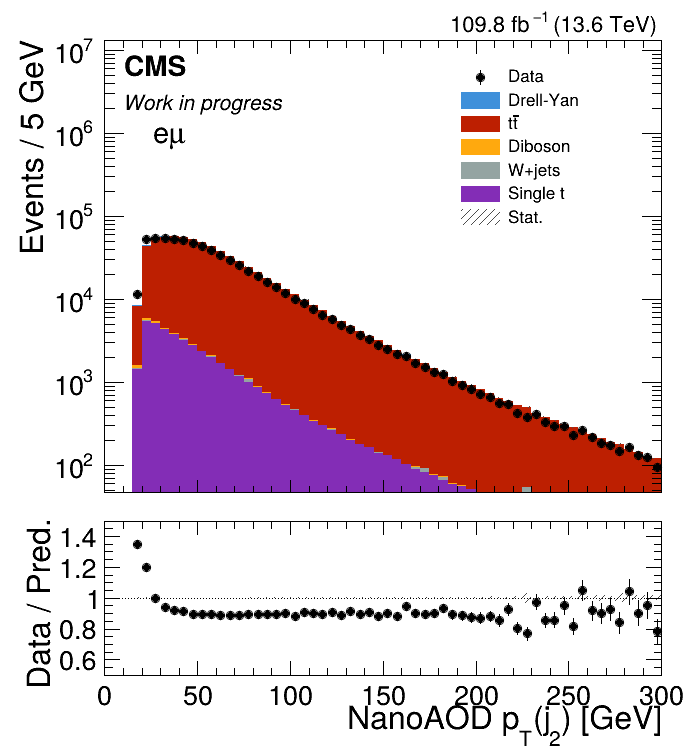 109.8 fb⁻¹ (13.6 TeV)
CMS
Work in progress
eμ
Data
Drell-Yan
tt̄
Diboson
W+jets
Single t
Stat.
Events / 5 GeV
10⁷
10⁶
10⁵
10⁴
10³
10²
Data / Pred.
1.4
1.2
1
0.8
0.6
0 50 100 150 200 250 300
NanoAOD p_T(j₂) [GeV]